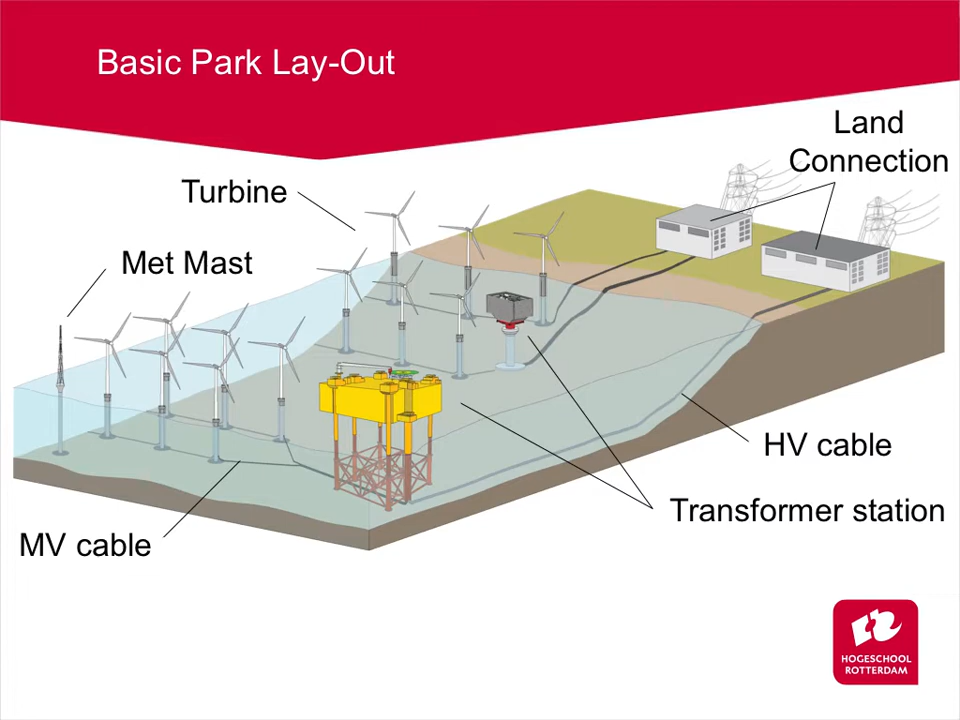 Basic Park Lay-Out
Land
Connection
Turbine
Met Mast
HV cable
Transformer station
MV cable
HOGESCHOOL
ROTTERDAM